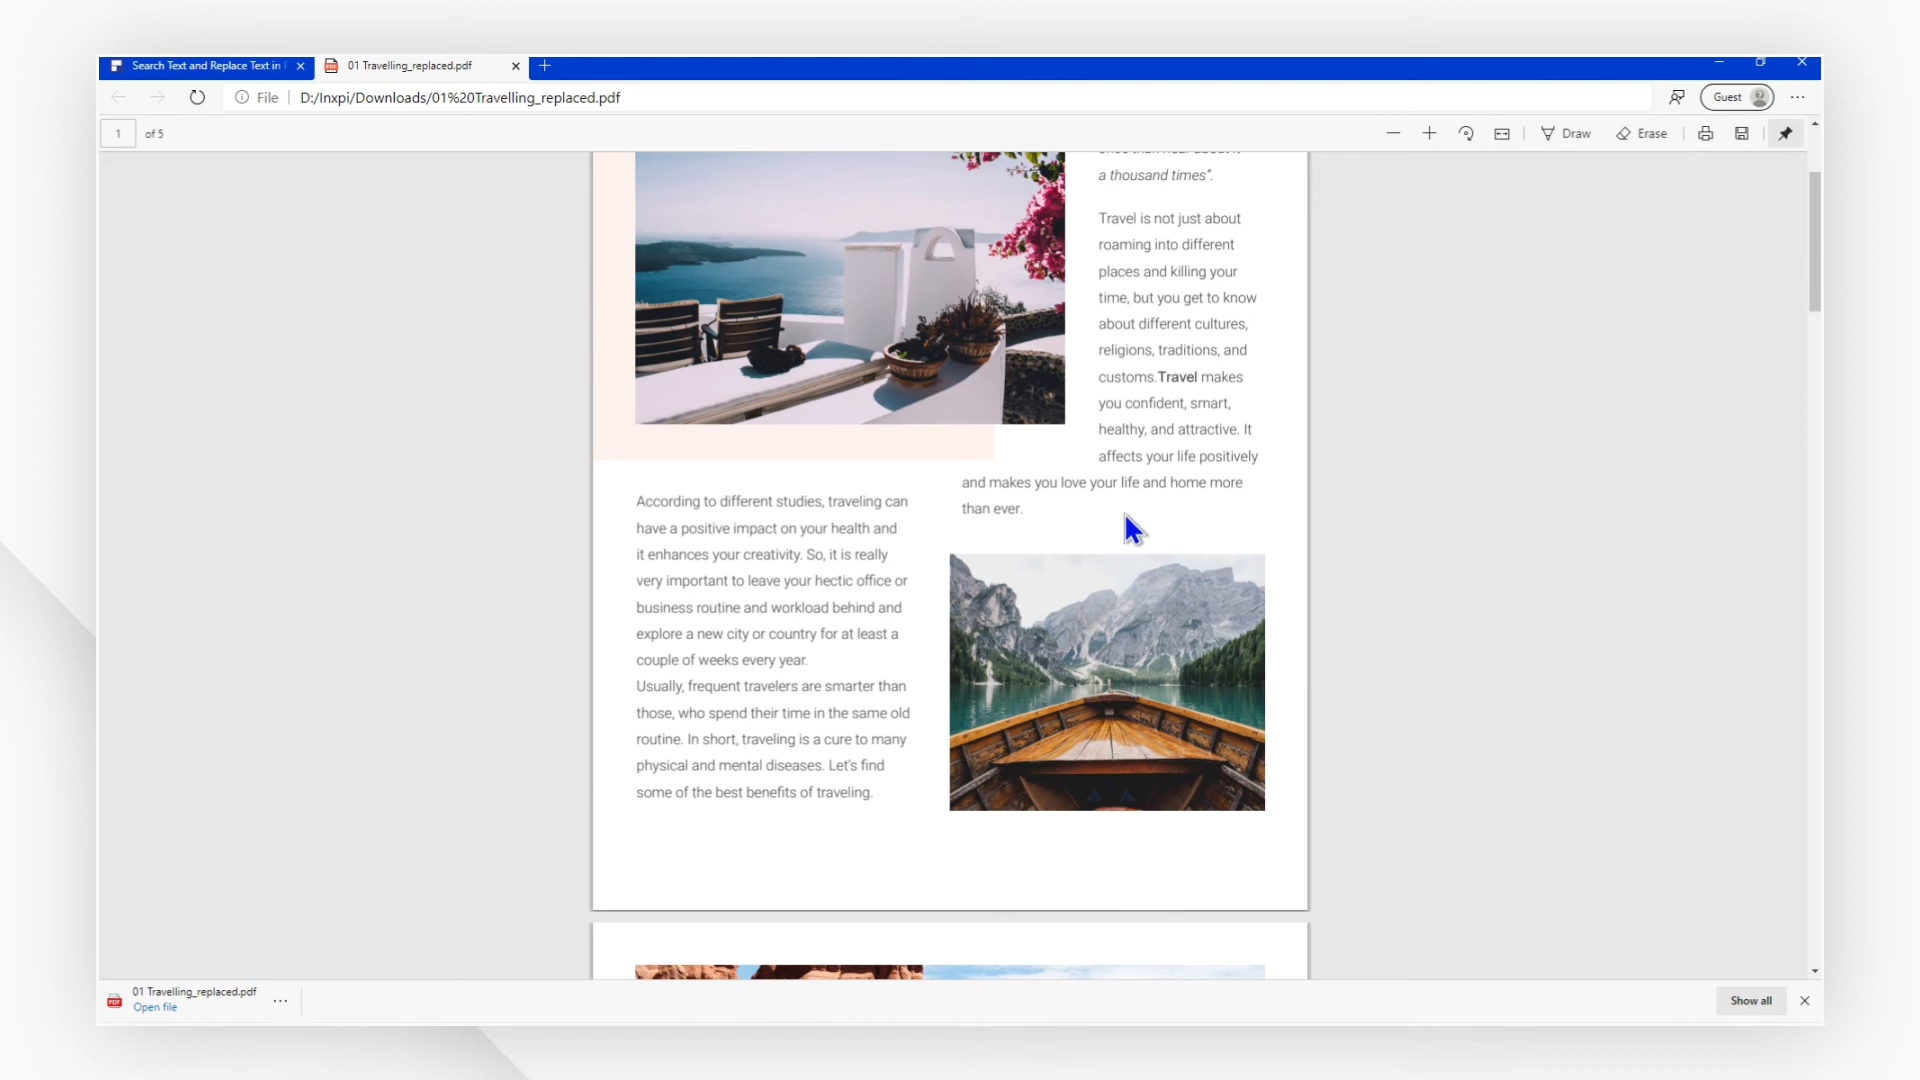 Search Text and Replace Text in
01 Travelling_replaced.pdf
File
D:/Inxpi/Downloads/01%20Travelling_replaced.pdf
Guest
1
of 5
Draw
Erase
a thousand times”.
Travel is not just about
roaming into different
places and killing your
time, but you get to know
about different cultures,
religions, traditions, and
customs.Travel makes
you confident, smart,
healthy, and attractive. It
affects your life positively
and makes you love your life and home more
than ever.
According to different studies, traveling can
have a positive impact on your health and
it enhances your creativity. So, it is really
very important to leave your hectic office or
business routine and workload behind and
explore a new city or country for at least a
couple of weeks every year.
Usually, frequent travelers are smarter than
those, who spend their time in the same old
routine. In short, traveling is a cure to many
physical and mental diseases. Let’s find
some of the best benefits of traveling.
01 Travelling_replaced.pdf
Open file
Show all